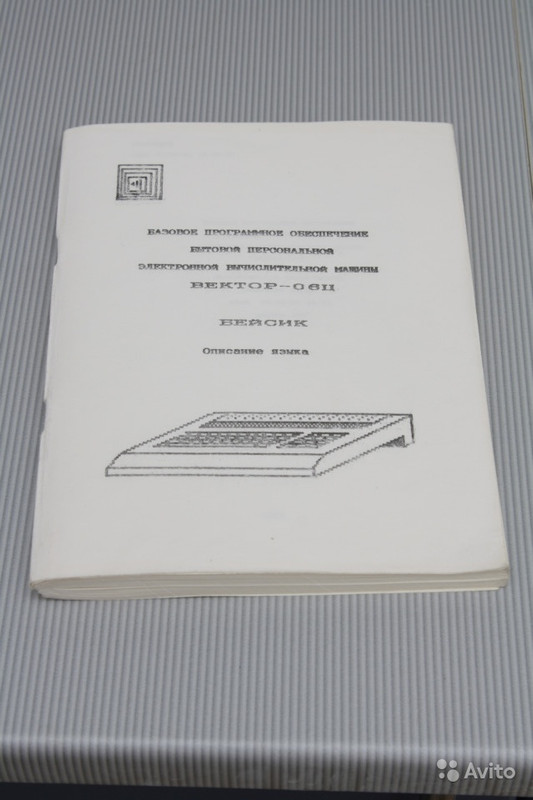 БАЗОВОЕ ПРОГРАММНОЕ ОБЕСПЕЧЕНИЕ
БЫТОВОЙ ПЕРСОНАЛЬНОЙ
ЭЛЕКТРОННОЙ ВЫЧИСЛИТЕЛЬНОЙ МАШИНЫ
ВЕКТОР-06Ц
БЕЙСИК
Описание языка
Avito